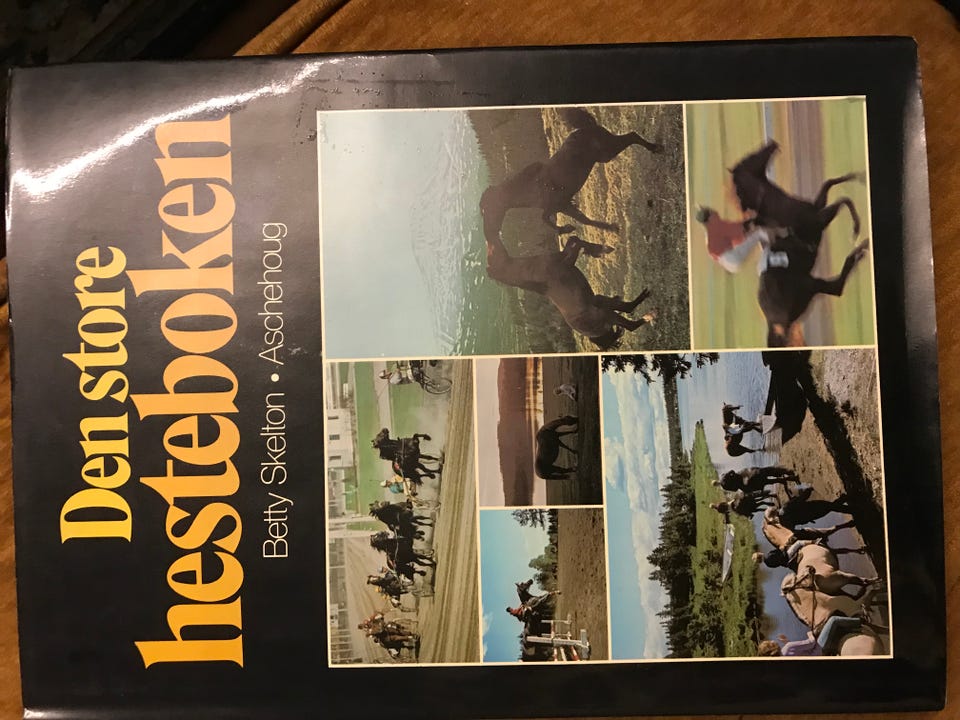 Den store
hesteboken
Betty Skelton • Aschehoug